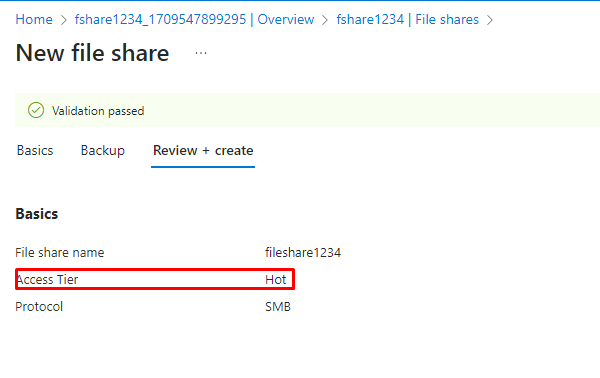 Home > fshare1234_1709547899295 | Overview > fshare1234 | File shares >
New file share ...
Validation passed
Basics Backup Review + create
Basics
File share name fileshare1234
Access Tier Hot
Protocol SMB